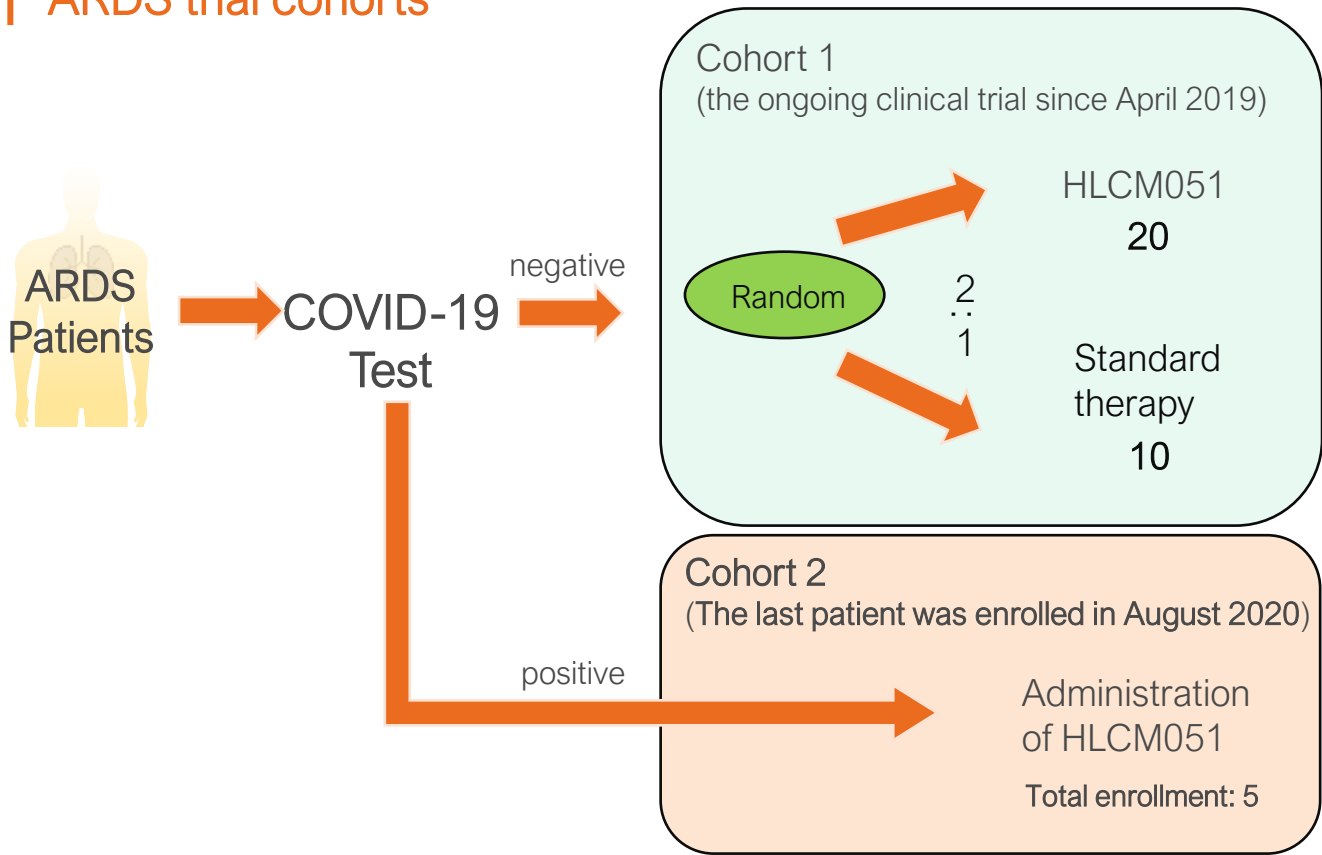 ARDS trial cohorts
ARDS
Patients
COVID-19
Test
negative
positive
Cohort 1
(the ongoing clinical trial since April 2019)
Random
2
:
1
HLCM051
20
Standard
therapy
10
Cohort 2
(The last patient was enrolled in August 2020)
Administration
of HLCM051
Total enrollment: 5